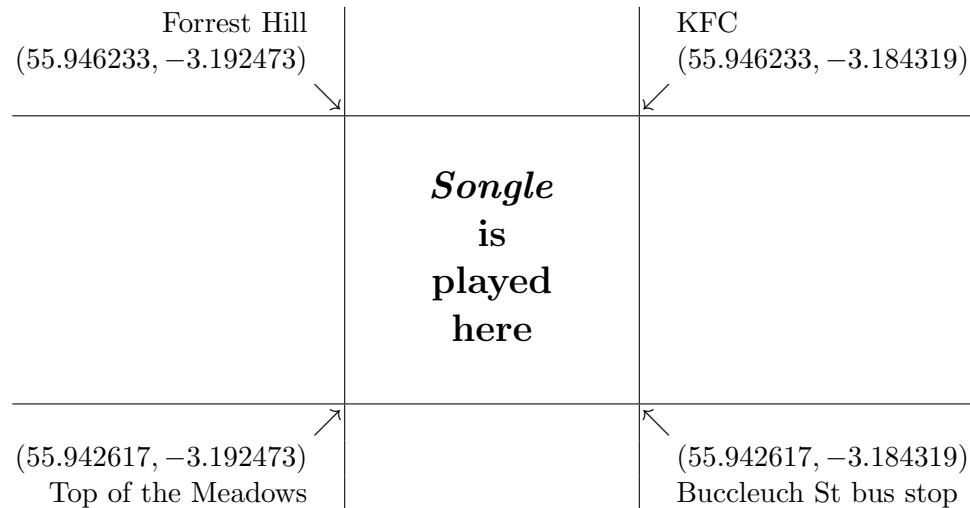 Forrest Hill
(55.946233, −3.192473)
KFC
(55.946233, −3.184319)
Songle
is
played
here
(55.942617, −3.192473)
Top of the Meadows
(55.942617, −3.184319)
Buccleuch St bus stop